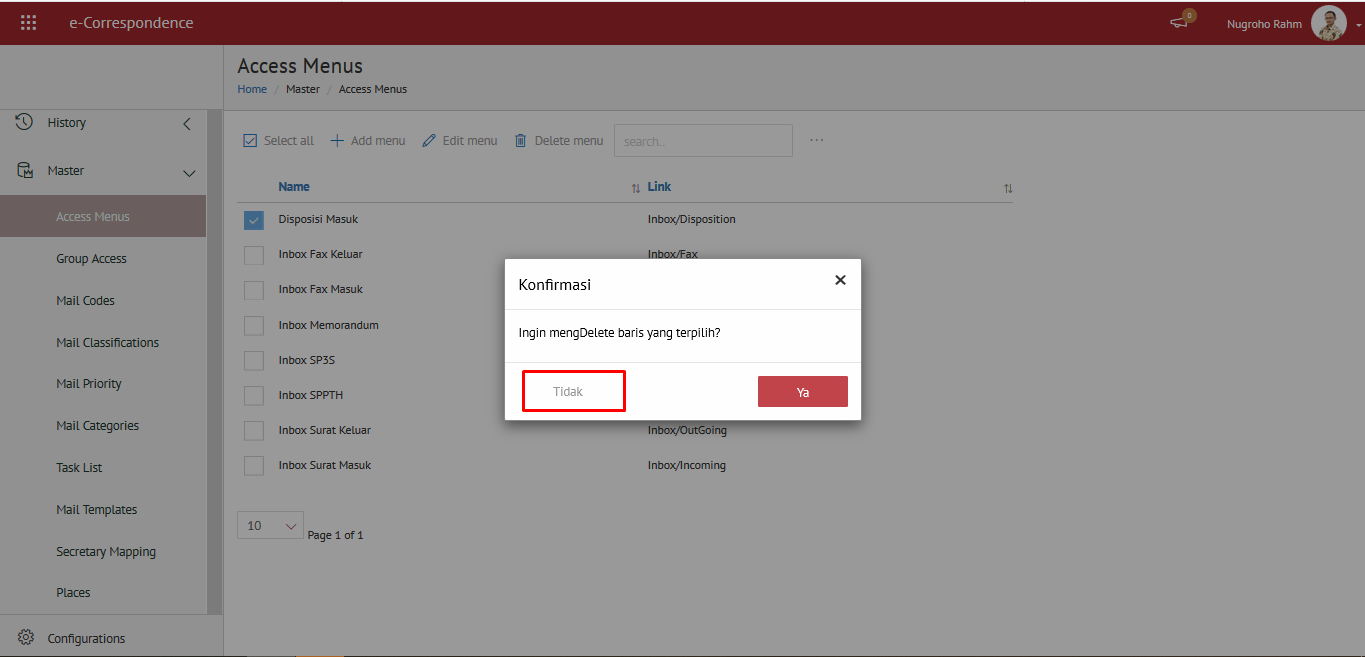 e-Correspondence
0
Nugroho Rahm
Access Menus
Home / Master / Access Menus
History
Master
Access Menus
Group Access
Mail Codes
Mail Classifications
Mail Priority
Mail Categories
Task List
Mail Templates
Secretary Mapping
Places
Configurations
Select all Add menu Edit menu Delete menu search.. ...
Name Link
Disposisi Masuk Inbox/Disposition
Inbox Fax Keluar Inbox/Fax
Inbox Fax Masuk
Inbox Memorandum
Inbox SP3S
Inbox SPPTH
Inbox Surat Keluar Inbox/OutGoing
Inbox Surat Masuk Inbox/Incoming
10 Page 1 of 1
Konfirmasi
Ingin mengDelete baris yang terpilih?
Tidak Ya